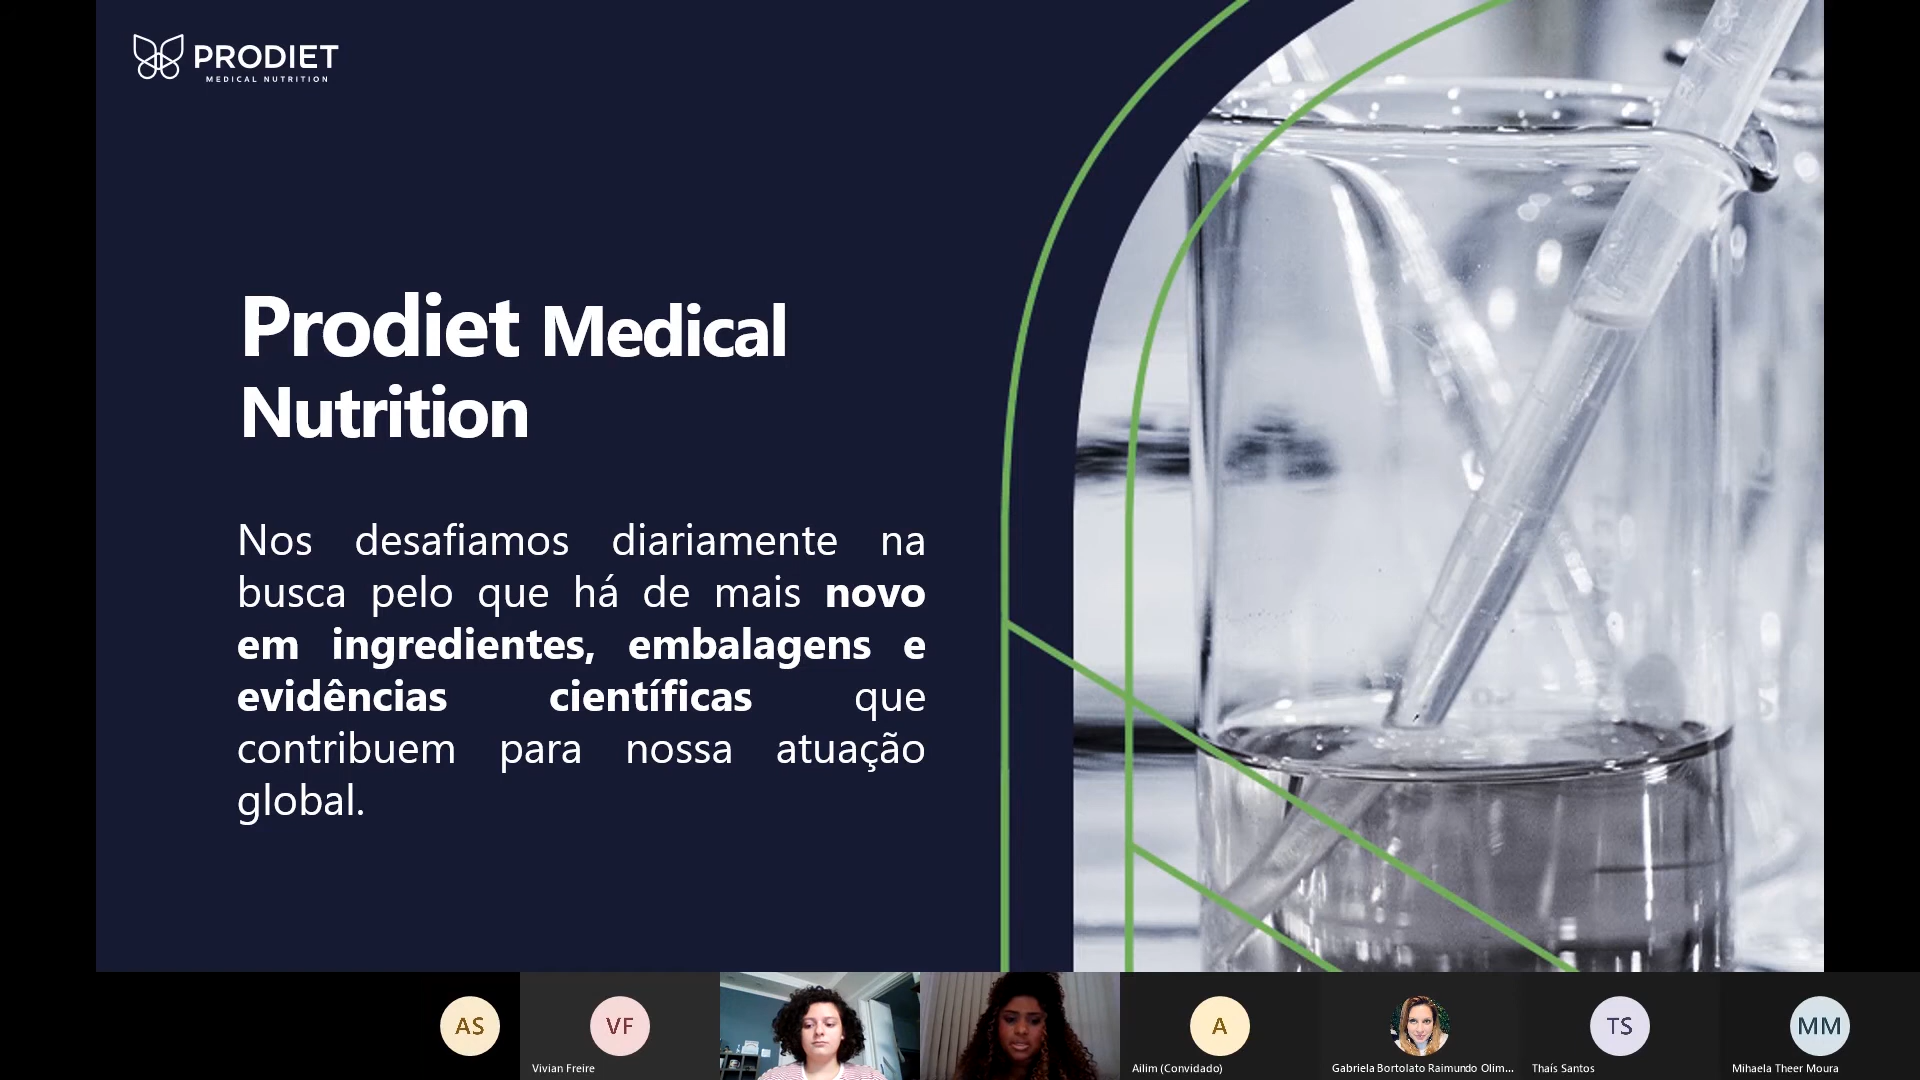 PRODIET
MEDICAL NUTRITION
Prodiet Medical
Nutrition
Nos desafiamos diariamente na
busca pelo que há de mais novo
em ingredientes, embalagens e
evidências científicas que
contribuem para nossa atuação
global.
AS
VF
A
TS
MM
Vivian Freire
Ailim (Convidado)
Gabriela Bortolato Raimundo Olim...
Thaís Santos
Mihaela Theer Moura